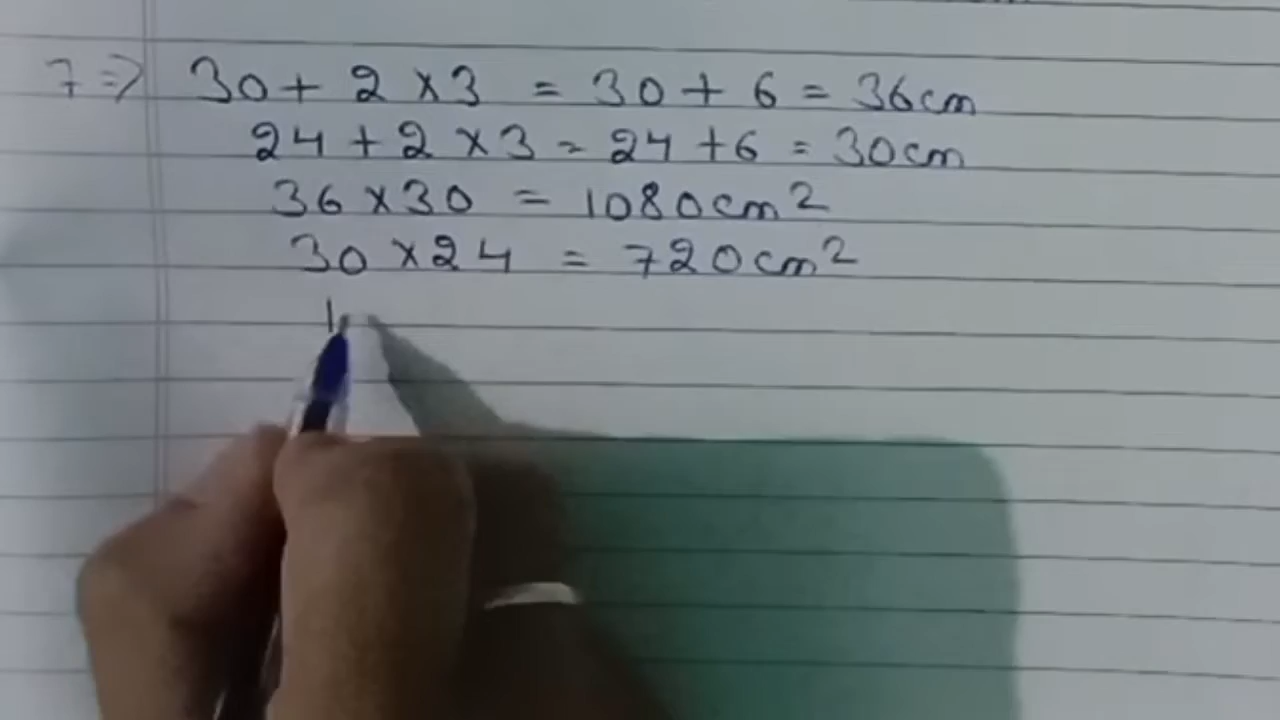 7 ⇒ 30 + 2 × 3 = 30 + 6 = 36cm
24 + 2 × 3 = 24 + 6 = 30cm
36 × 30 = 1080cm²
30 × 24 = 720cm²
1